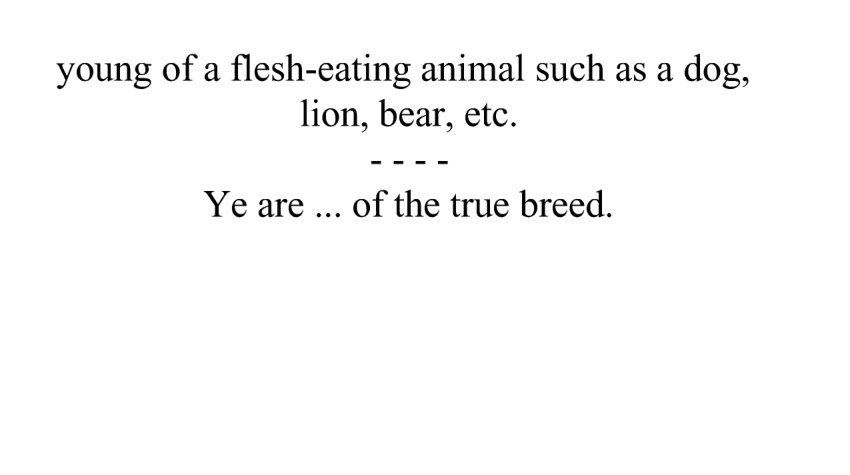 young of a flesh-eating animal such as a dog,
lion, bear, etc.
- - - -
Ye are ... of the true breed.